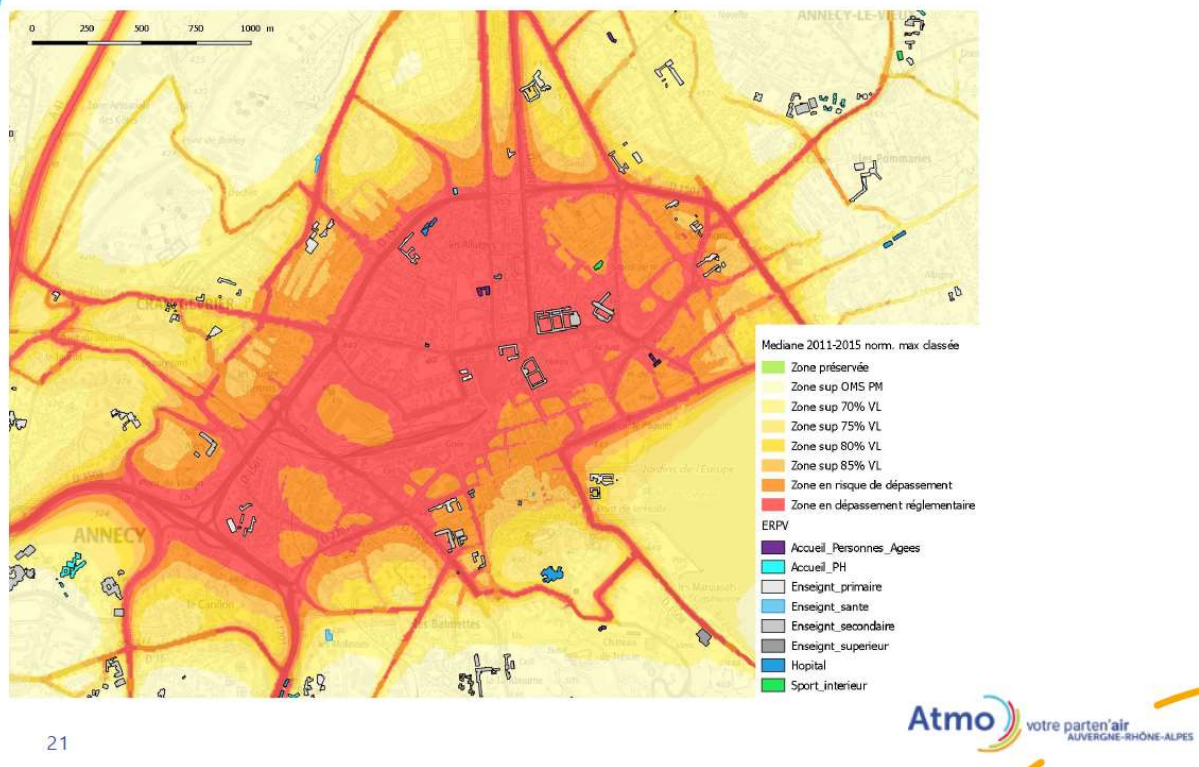 0 250 500 750 1000 m
ANNECY-LE-VIEUX
les Pommaries
CRAN-GEVRIER
Jardins de l'Europe
ANNECY
les Balmettes
Mediane 2011-2015 norm. max classée
Zone préservée
Zone sup OMS PM
Zone sup 70% VL
Zone sup 75% VL
Zone sup 80% VL
Zone sup 85% VL
Zone en risque de dépassement
Zone en dépassement réglementaire
ERPV
Accueil_Personnes_Agees
Accueil_PH
Enseignt_primaire
Enseignt_sante
Enseignt_secondaire
Enseignt_superieur
Hopital
Sport_interieur
21
Atmo
votre parten'air
AUVERGNE-RHÔNE-ALPES